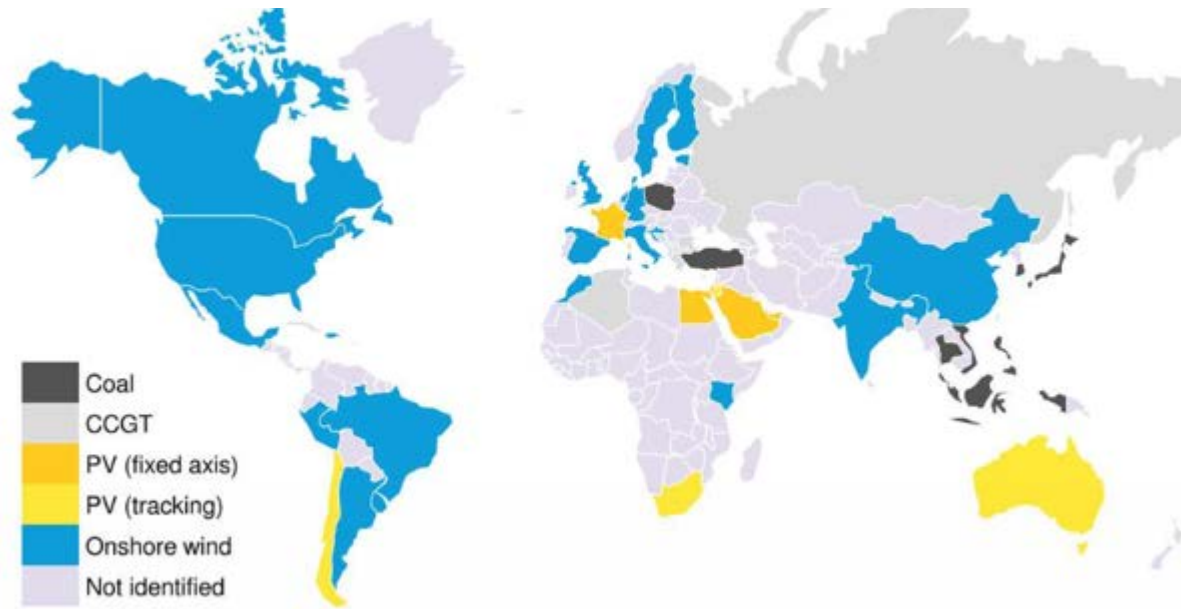 Coal
CCGT
PV (fixed axis)
PV (tracking)
Onshore wind
Not identified